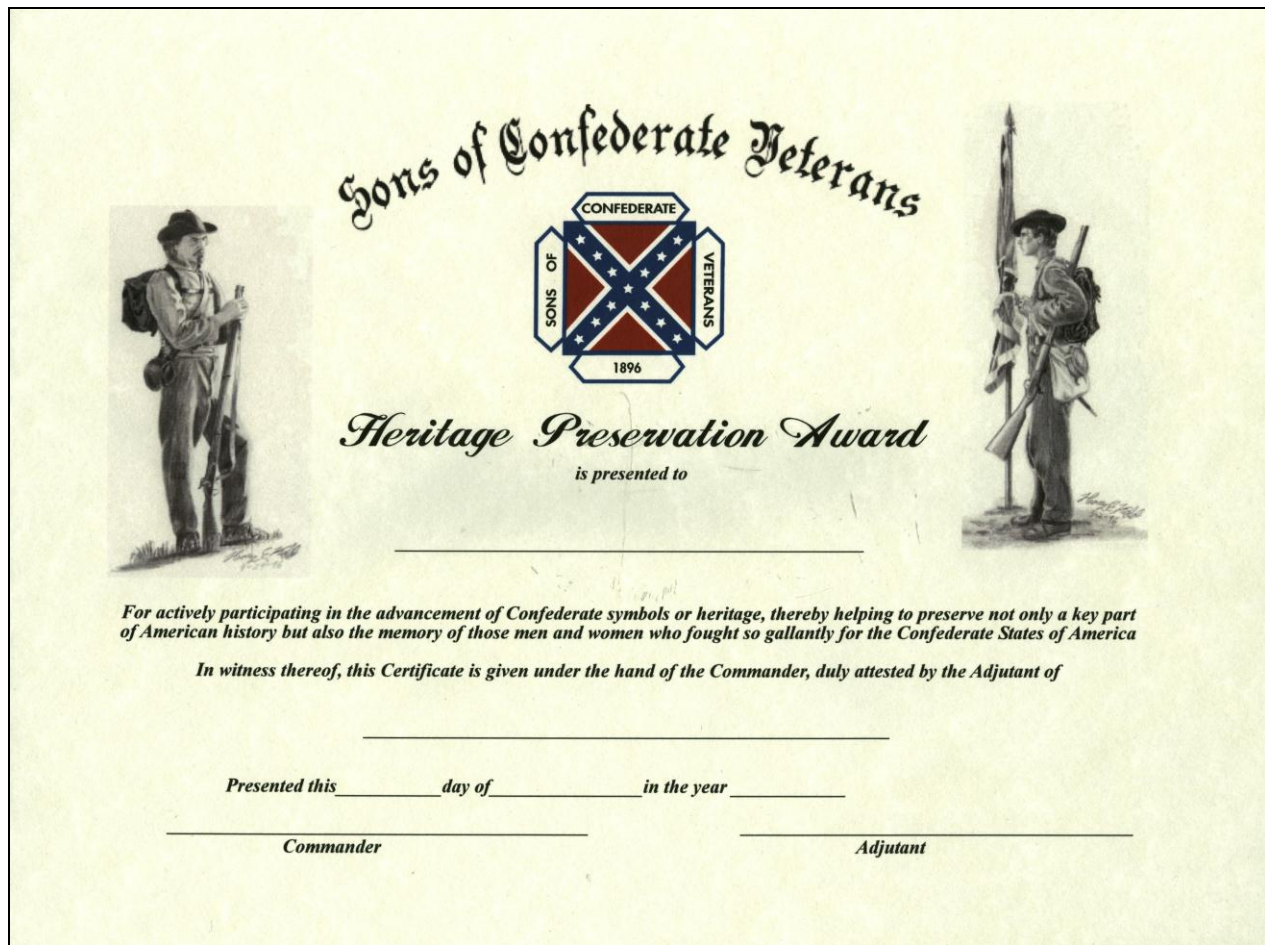 Sons of Confederate Veterans
CONFEDERATE
SONS OF
VETERANS
1896
Heritage Preservation Award
is presented to
For actively participating in the advancement of Confederate symbols or heritage, thereby helping to preserve not only a key part
of American history but also the memory of those men and women who fought so gallantly for the Confederate States of America
In witness thereof, this Certificate is given under the hand of the Commander, duly attested by the Adjutant of
Presented this__________day of______________in the year ___________
Commander
Adjutant